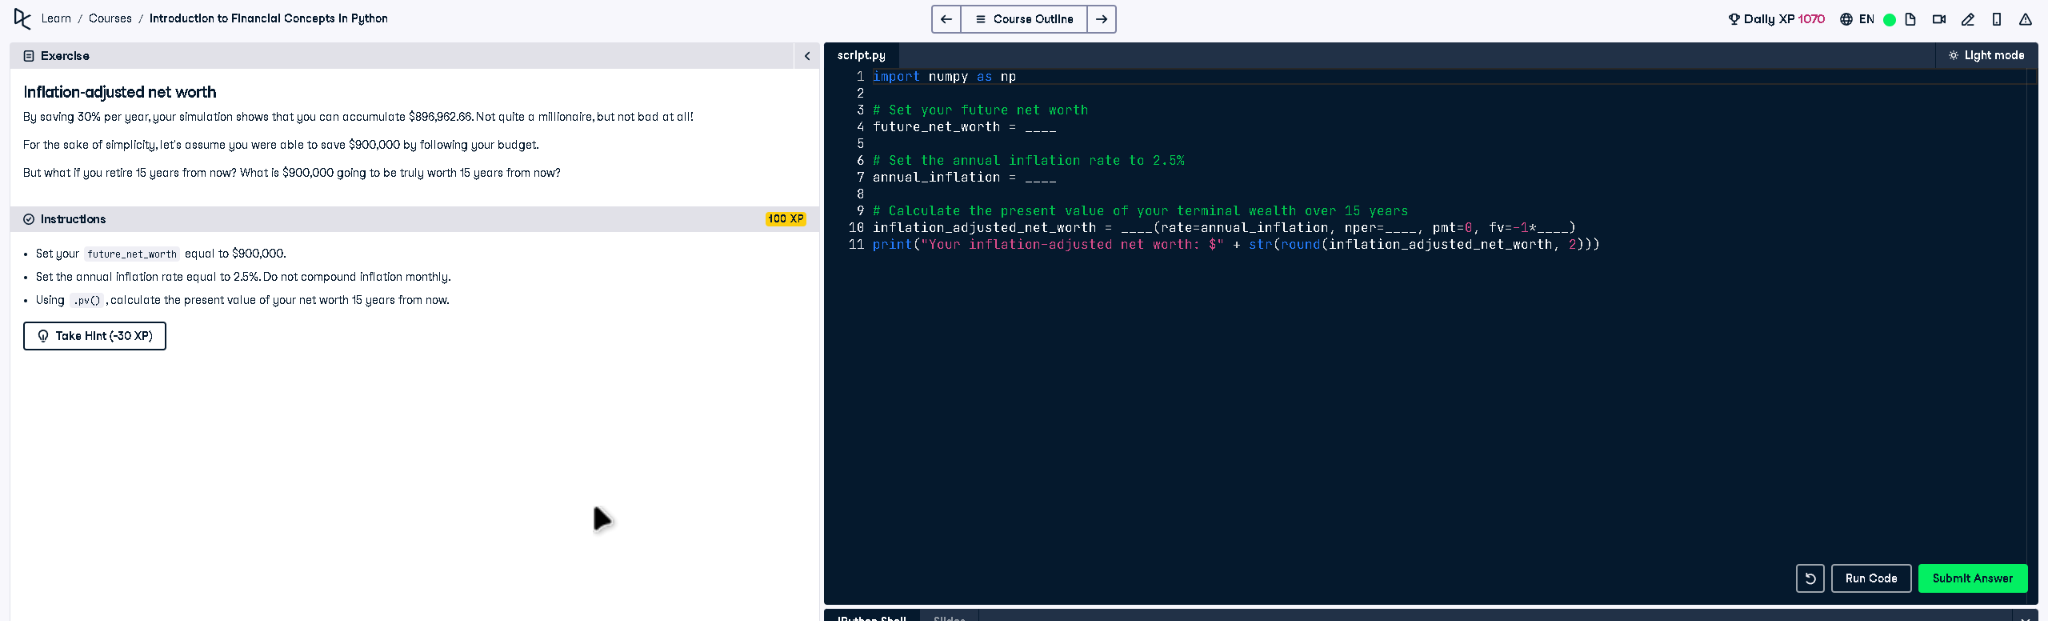 Learn / Courses / Introduction to Financial Concepts in Python
Course Outline
Daily XP 1070
EN
Exercise
Inflation-adjusted net worth
By saving 30% per year, your simulation shows that you can accumulate $896,962.66. Not quite a millionaire, but not bad at all!
For the sake of simplicity, let's assume you were able to save $900,000 by following your budget.
But what if you retire 15 years from now? What is $900,000 going to be truly worth 15 years from now?
Instructions
100 XP
• Set your future_net_worth equal to $900,000.
• Set the annual inflation rate equal to 2.5%. Do not compound inflation monthly.
• Using .pv(), calculate the present value of your net worth 15 years from now.
Take Hint (-30 XP)
script.py
Light mode
1 import numpy as np
2
3 # Set your future net worth
4 future_net_worth = ____
5
6 # Set the annual inflation rate to 2.5%
7 annual_inflation = ____
8
9 # Calculate the present value of your terminal wealth over 15 years
10 inflation_adjusted_net_worth = ____(rate=annual_inflation, nper=____, pmt=0, fv=-1*____)
11 print("Your inflation-adjusted net worth: $" + str(round(inflation_adjusted_net_worth, 2)))
Run Code
Submit Answer
IPython Shell
Slides